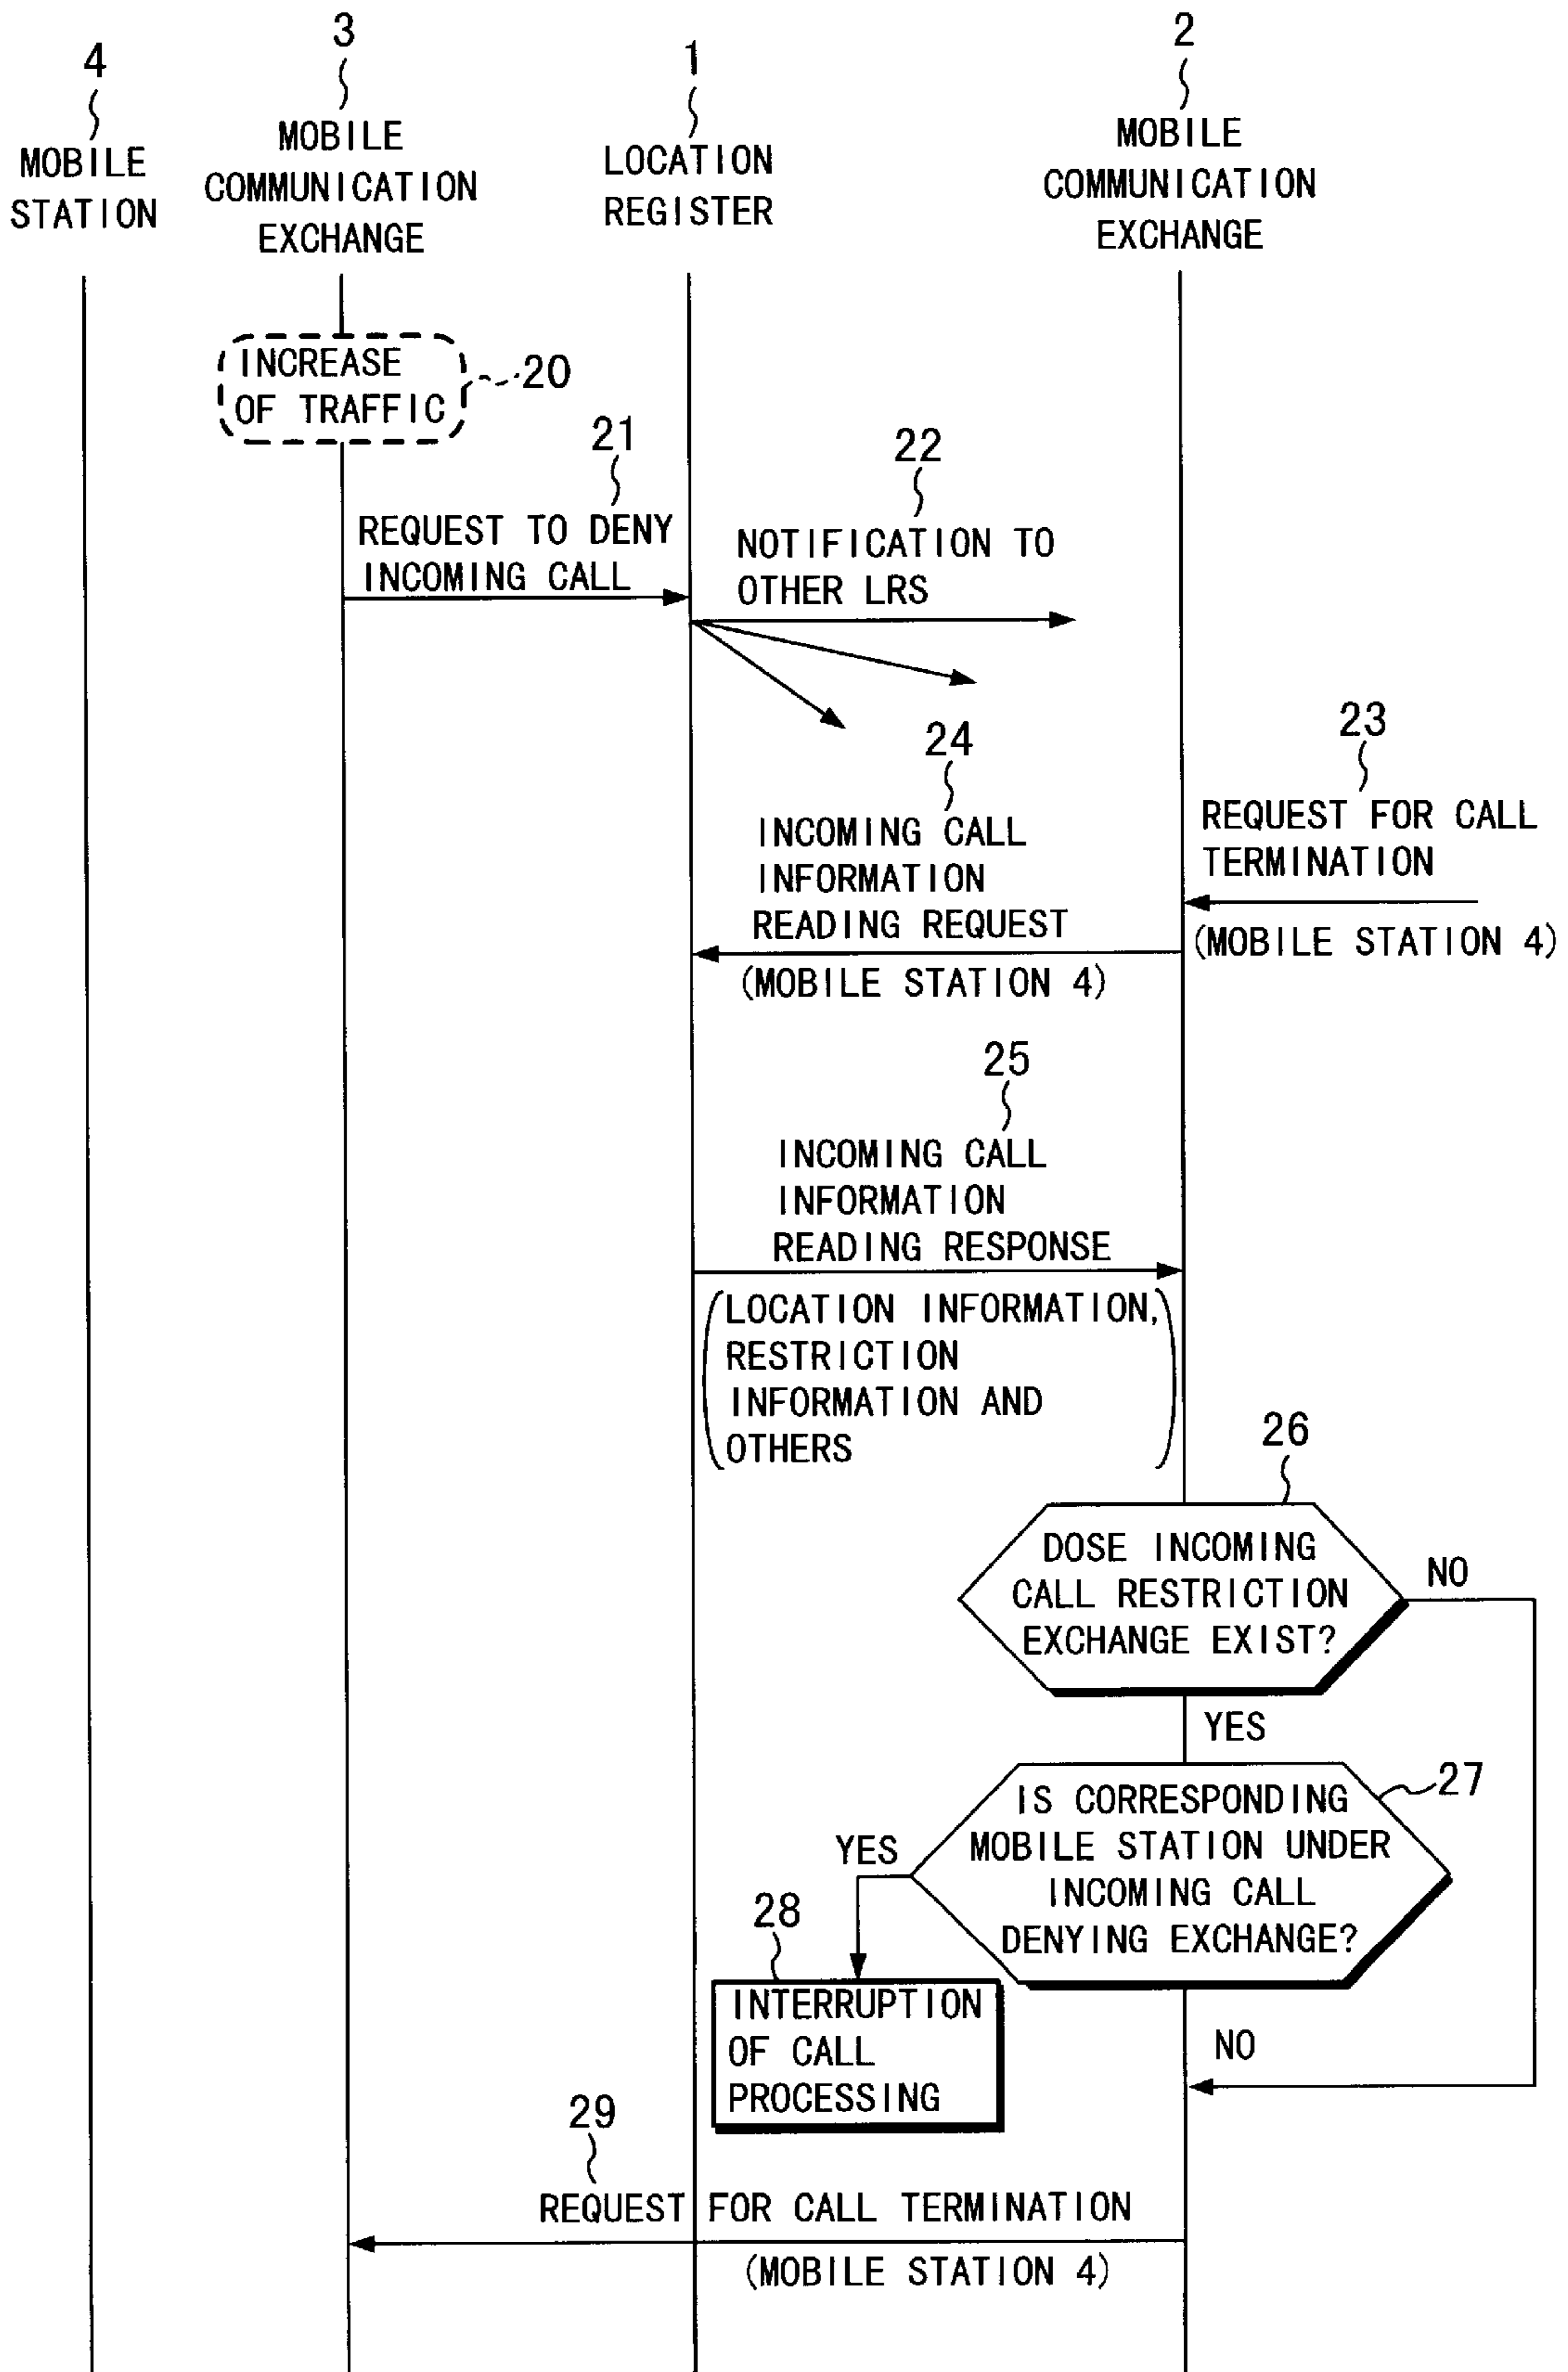 4
MOBILE
STATION
3
MOBILE
COMMUNICATION
EXCHANGE
1
LOCATION
REGISTER
2
MOBILE
COMMUNICATION
EXCHANGE
INCREASE
OF TRAFFIC
20
21
REQUEST TO DENY
INCOMING CALL
22
NOTIFICATION TO
OTHER LRS
23
REQUEST FOR CALL
TERMINATION
(MOBILE STATION 4)
24
INCOMING CALL
INFORMATION
READING REQUEST
(MOBILE STATION 4)
25
INCOMING CALL
INFORMATION
READING RESPONSE
(LOCATION INFORMATION,
RESTRICTION
INFORMATION AND
OTHERS)
26
DOSE INCOMING
CALL RESTRICTION
EXCHANGE EXIST?
NO
YES
27
IS CORRESPONDING
MOBILE STATION UNDER
INCOMING CALL
DENYING EXCHANGE?
YES
28
INTERRUPTION
OF CALL
PROCESSING
NO
29
REQUEST FOR CALL TERMINATION
(MOBILE STATION 4)